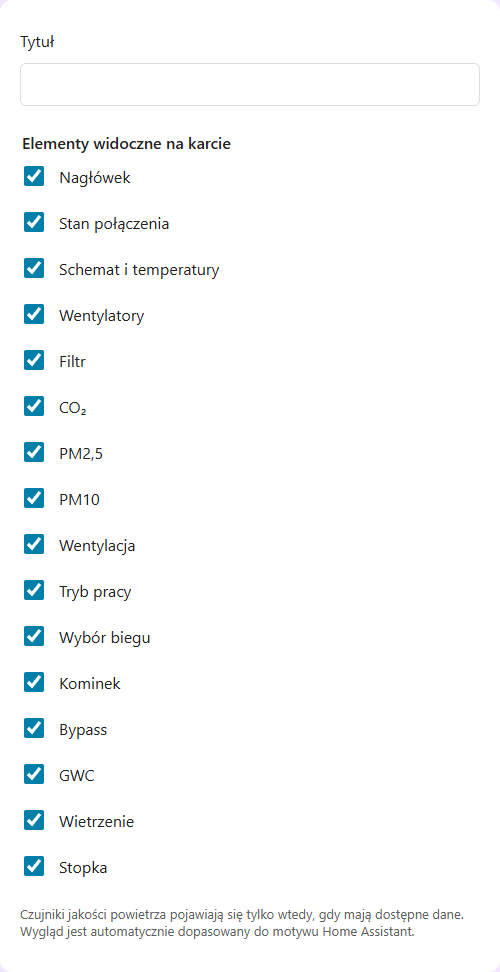 Tytuł
Elementy widoczne na karcie
Nagłówek
Stan połączenia
Schemat i temperatury
Wentylatory
Filtr
CO₂
PM2,5
PM10
Wentylacja
Tryb pracy
Wybór biegu
Kominek
Bypass
GWC
Wietrzenie
Stopka
Czujniki jakości powietrza pojawiają się tylko wtedy, gdy mają dostępne dane.
Wygląd jest automatycznie dopasowany do motywu Home Assistant.